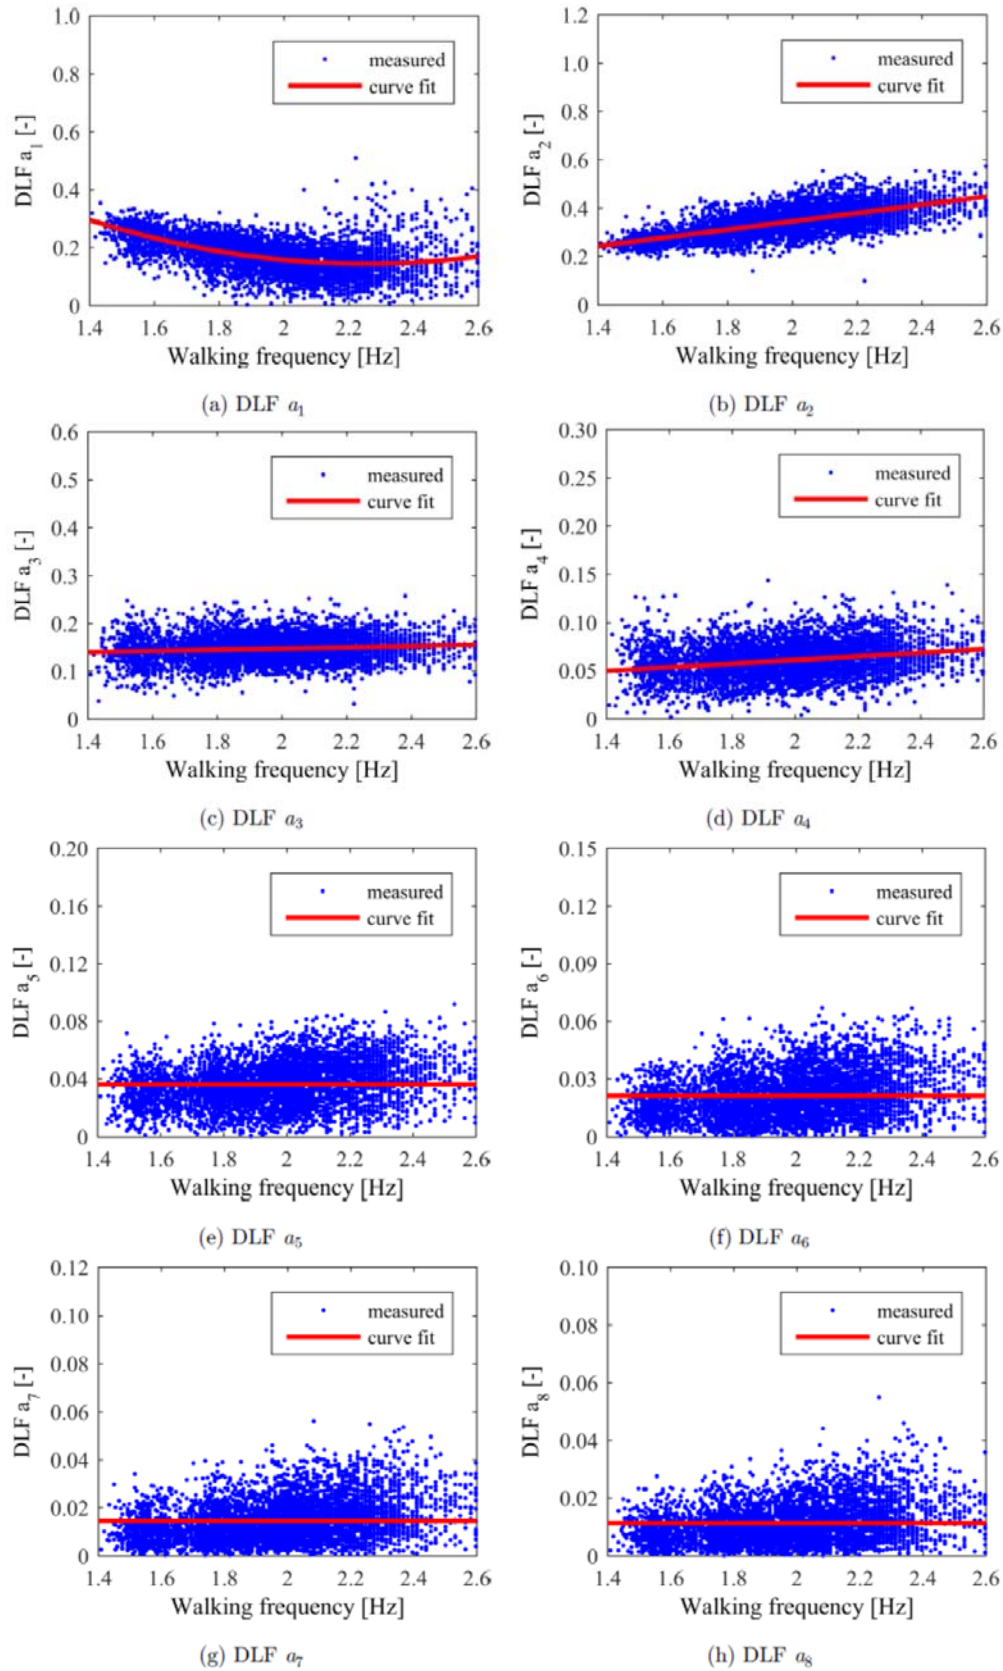 1.0
0.8
0.6
0.4
0.2
0
DLF a1 [-]
measured
curve fit
1.4 1.6 1.8 2 2.2 2.4 2.6
Walking frequency [Hz]
(a) DLF a1
1.2
1.0
0.8
0.6
0.4
0.2
0
DLF a2 [-]
measured
curve fit
1.4 1.6 1.8 2 2.2 2.4 2.6
Walking frequency [Hz]
(b) DLF a2
0.6
0.5
0.4
0.3
0.2
0.1
0
DLF a3 [-]
measured
curve fit
1.4 1.6 1.8 2 2.2 2.4 2.6
Walking frequency [Hz]
(c) DLF a3
0.30
0.25
0.20
0.15
0.10
0.05
0
DLF a4 [-]
measured
curve fit
1.4 1.6 1.8 2 2.2 2.4 2.6
Walking frequency [Hz]
(d) DLF a4
0.20
0.16
0.12
0.08
0.04
0
DLF a5 [-]
measured
curve fit
1.4 1.6 1.8 2 2.2 2.4 2.6
Walking frequency [Hz]
(e) DLF a5
0.15
0.12
0.09
0.06
0.03
0
DLF a6 [-]
measured
curve fit
1.4 1.6 1.8 2 2.2 2.4 2.6
Walking frequency [Hz]
(f) DLF a6
0.12
0.10
0.08
0.06
0.04
0.02
0
DLF a7 [-]
measured
curve fit
1.4 1.6 1.8 2 2.2 2.4 2.6
Walking frequency [Hz]
(g) DLF a7
0.10
0.08
0.06
0.04
0.02
0
DLF a8 [-]
measured
curve fit
1.4 1.6 1.8 2 2.2 2.4 2.6
Walking frequency [Hz]
(h) DLF a8